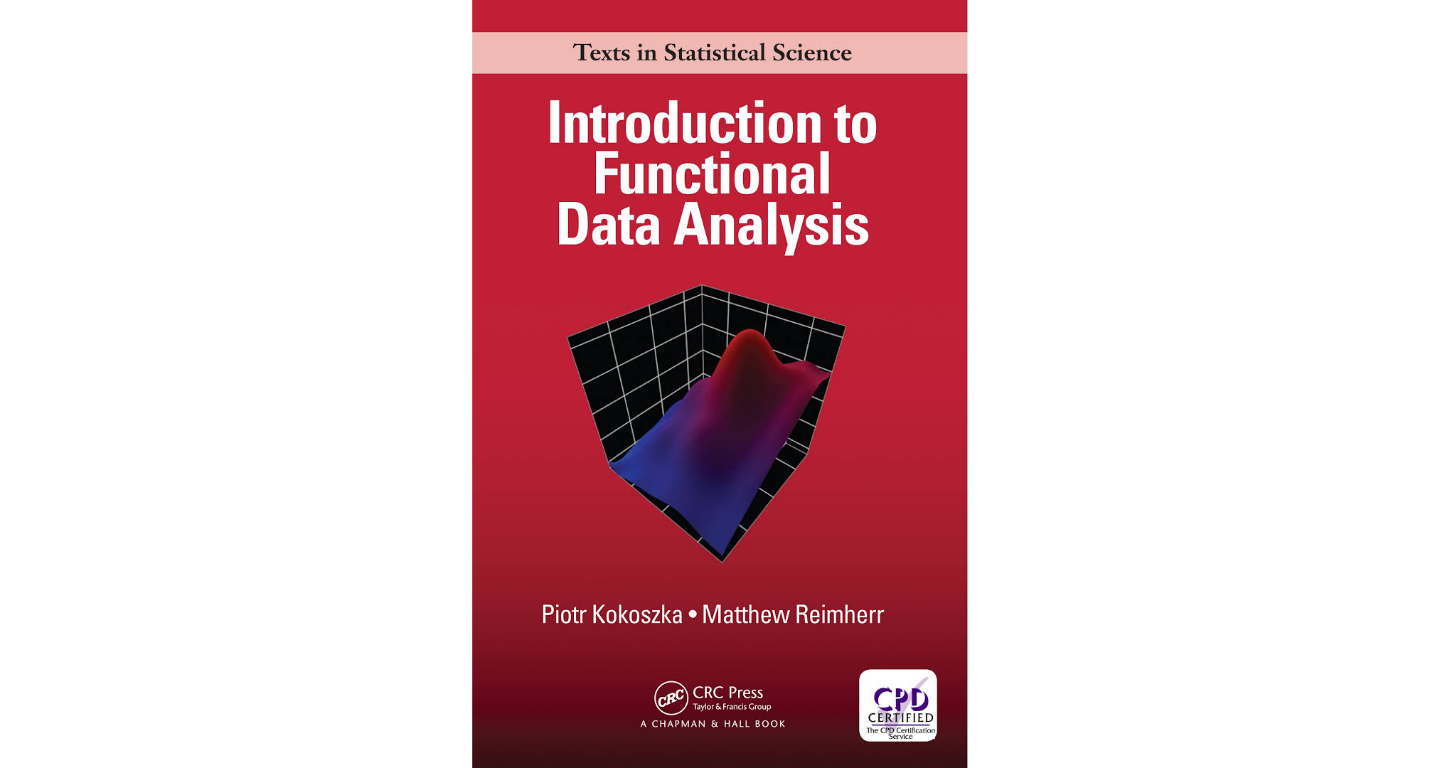 Texts in Statistical Science
Introduction to
Functional
Data Analysis
Piotr Kokoszka • Matthew Reimherr
CRC
CRC Press
Taylor & Francis Group
A CHAPMAN & HALL BOOK
CPD
CERTIFIED
The CPD Certification
Service